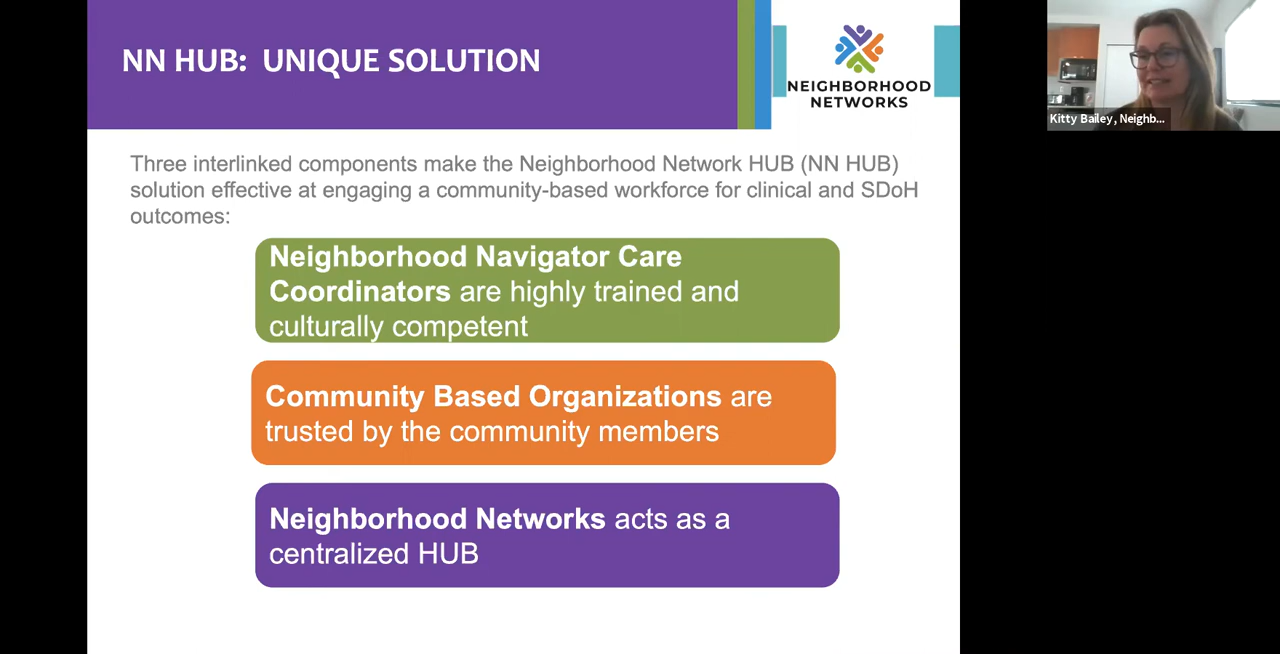 NN HUB: UNIQUE SOLUTION
NEIGHBORHOOD
NETWORKS
Kitty Bailey, Neighb...
Three interlinked components make the Neighborhood Network HUB (NN HUB)
solution effective at engaging a community-based workforce for clinical and SDoH
outcomes:
Neighborhood Navigator Care
Coordinators are highly trained and
culturally competent
Community Based Organizations are
trusted by the community members
Neighborhood Networks acts as a
centralized HUB